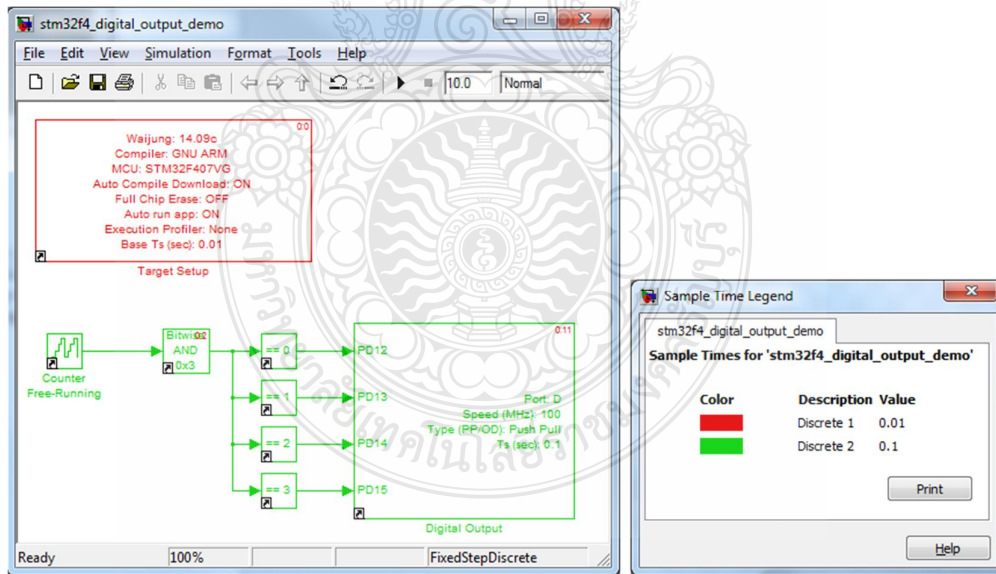 stm32f4_digital_output_demo
File Edit View Simulation Format Tools Help
10.0 Normal
0:0
Waijung: 14.09c
Compiler: GNU ARM
MCU: STM32F407VG
Auto Compile Download: ON
Full Chip Erase: OFF
Auto run app: ON
Execution Profiler: None
Base Ts (sec): 0.01
Target Setup
Counter
Free-Running
Bitwise
0:2
AND
0x3
== 0
== 1
== 2
== 3
0:11
PD12
PD13
PD14
PD15
Port: D
Speed (MHz): 100
Type (PP/OD): Push Pull
Ts (sec): 0.1
Digital Output
Ready 100% FixedStepDiscrete
Sample Time Legend
stm32f4_digital_output_demo
Sample Times for 'stm32f4_digital_output_demo'
Color Description Value
Discrete 1 0.01
Discrete 2 0.1
Print
Help